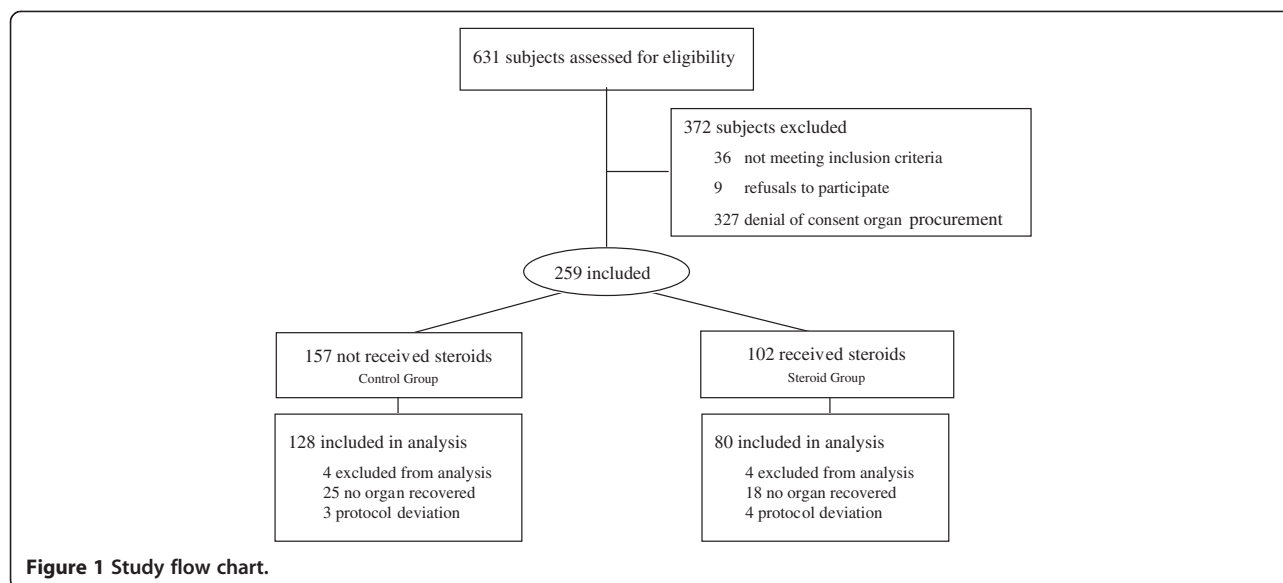 631 subjects assessed for eligibility
372 subjects excluded
36 not meeting inclusion criteria
9 refusals to participate
327 denial of consent organ procurement
259 included
157 not received steroids
Control Group
102 received steroids
Steroid Group
128 included in analysis
4 excluded from analysis
25 no organ recovered
3 protocol deviation
80 included in analysis
4 excluded from analysis
18 no organ recovered
4 protocol deviation
Figure 1 Study flow chart.